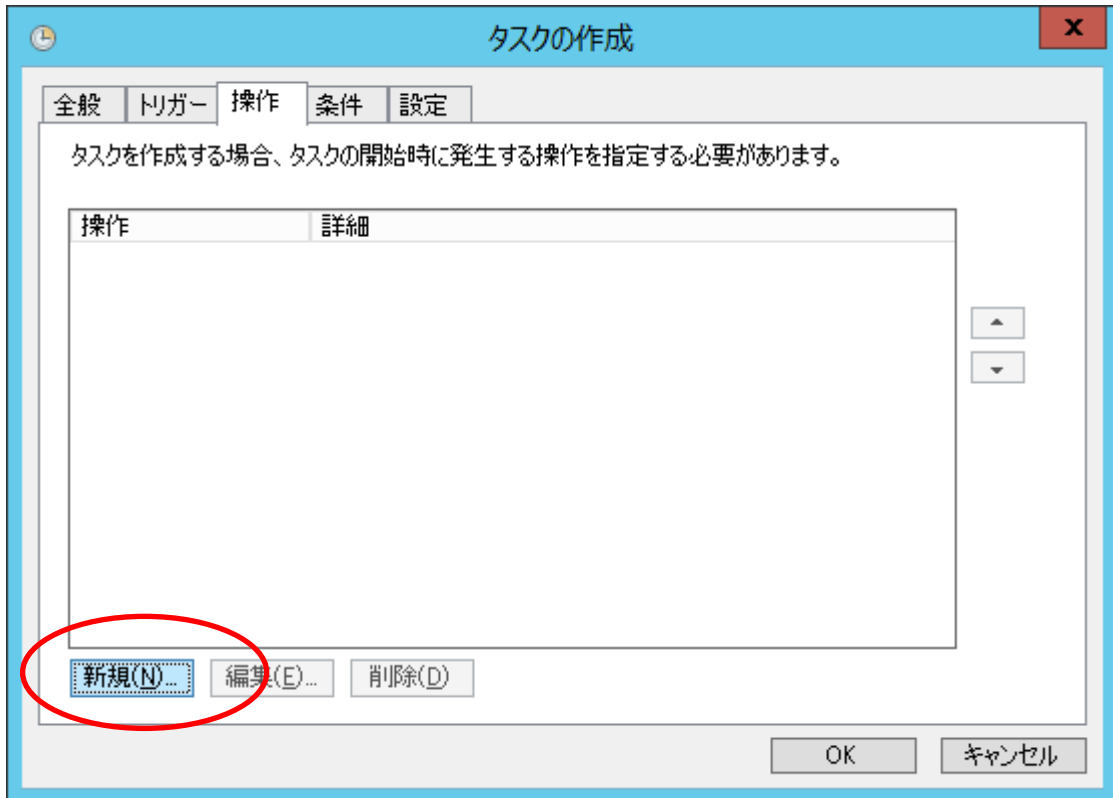 タスクの作成
x
全般 トリガー 操作 条件 設定
タスクを作成する場合、タスクの開始時に発生する操作を指定する必要があります。
操作 詳細
新規(N)... 編集(E)... 削除(D)
OK キャンセル